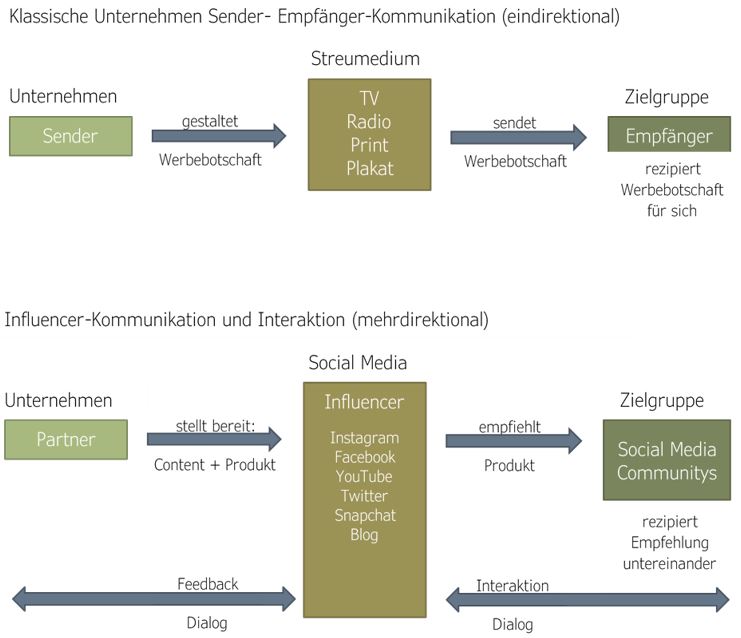 Klassische Unternehmen Sender- Empfänger-Kommunikation (eindirektional)
Streumedium
Unternehmen
Sender
gestaltet
Werbebotschaft
TV
Radio
Print
Plakat
sendet
Werbebotschaft
Zielgruppe
Empfänger
rezipiert
Werbebotschaft
für sich
Influencer-Kommunikation und Interaktion (mehrdirektional)
Social Media
Unternehmen
Partner
stellt bereit:
Content + Produkt
Influencer
Instagram
Facebook
YouTube
Twitter
Snapchat
Blog
empfiehlt
Produkt
Zielgruppe
Social Media
Communitys
rezipiert
Empfehlung
untereinander
Feedback
Dialog
Interaktion
Dialog